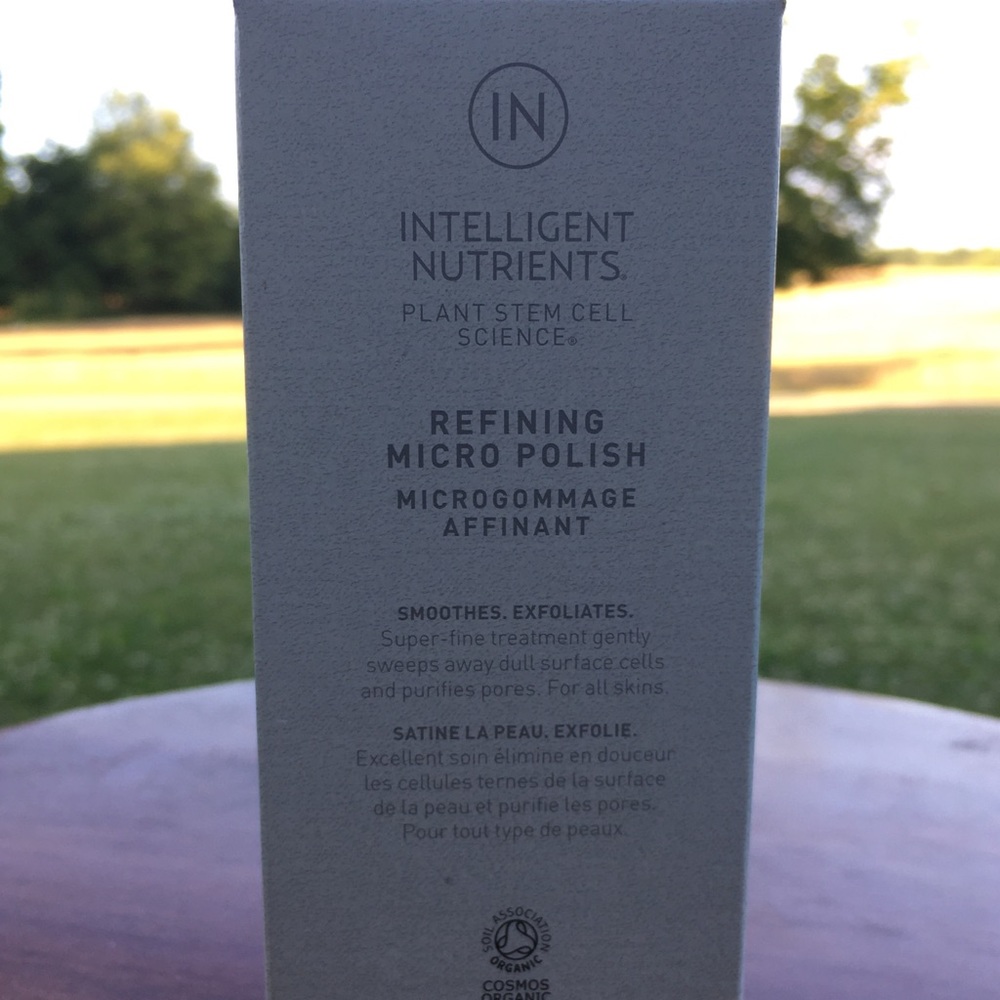 IN
INTELLIGENT
NUTRIENTS®
PLANT STEM CELL
SCIENCE®
REFINING
MICRO POLISH
MICROGOMMAGE
AFFINANT
SMOOTHES. EXFOLIATES.
Super-fine treatment gently
sweeps away dull surface cells
and purifies pores. For all skins.
SATINE LA PEAU. EXFOLIE.
Excellent soin élimine en douceur
les cellules ternes de la surface
de la peau et purifie les pores.
Pour tout type de peaux.
SOIL ASSOCIATION
ORGANIC
COSMOS
ORGANIC